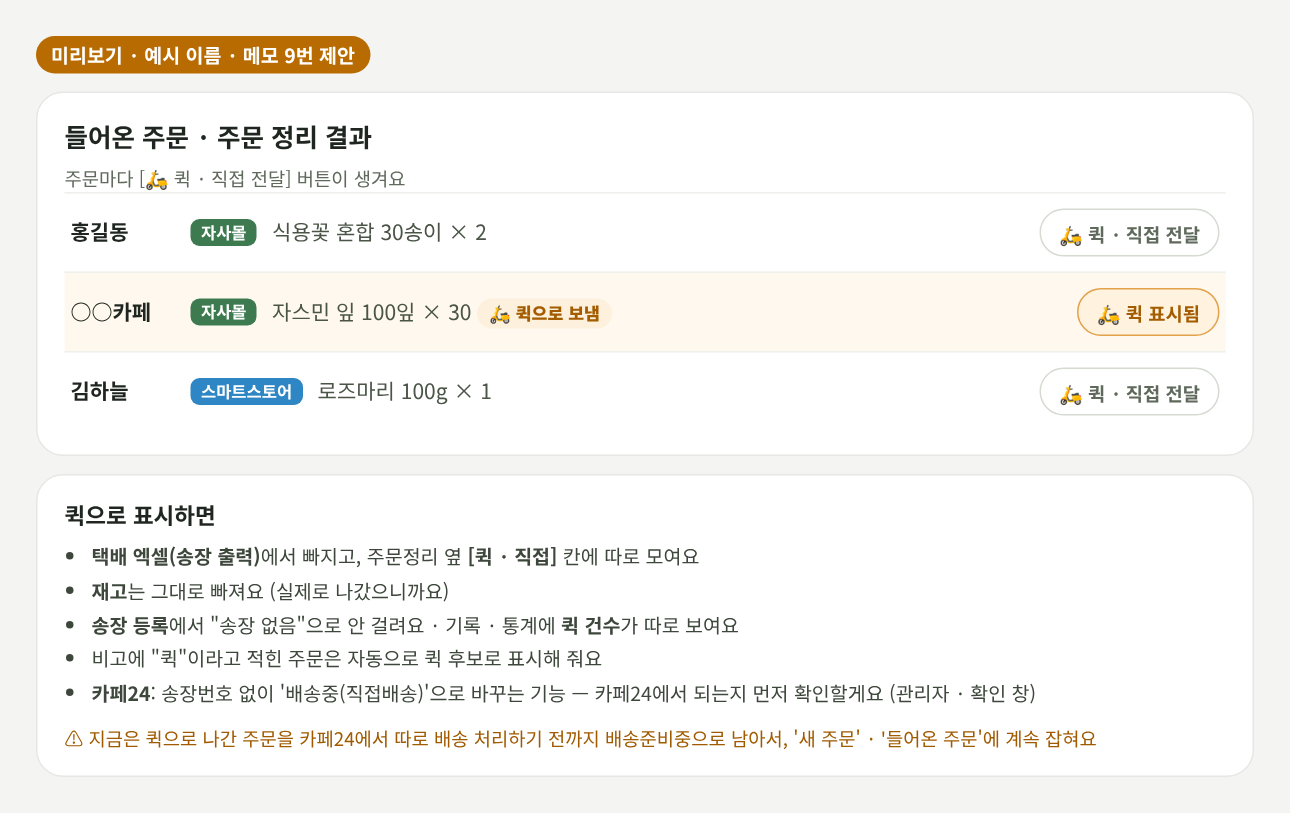 미리보기 · 예시 이름 · 메모 9번 제안
들어온 주문 · 주문 정리 결과
주문마다 [🛵 퀵 · 직접 전달] 버튼이 생겨요
홍길동 자사몰 식용꽃 혼합 30송이 × 2 🛵 퀵 · 직접 전달
○○카페 자사몰 자스민 잎 100잎 × 30 🛵 퀵으로 보냄 🛵 퀵 표시됨
김하늘 스마트스토어 로즈마리 100g × 1 🛵 퀵 · 직접 전달
퀵으로 표시하면
• 택배 엑셀(송장 출력)에서 빠지고, 주문정리 옆 [퀵 · 직접] 칸에 따로 모여요
• 재고는 그대로 빠져요 (실제로 나갔으니까요)
• 송장 등록에서 "송장 없음"으로 안 걸려요 · 기록 · 통계에 퀵 건수가 따로 보여요
• 비고에 "퀵"이라고 적힌 주문은 자동으로 퀵 후보로 표시해 줘요
• 카페24: 송장번호 없이 '배송중(직접배송)'으로 바꾸는 기능 — 카페24에서 되는지 먼저 확인할게요 (관리자 · 확인 창)
⚠ 지금은 퀵으로 나간 주문을 카페24에서 따로 배송 처리하기 전까지 배송준비중으로 남아서, '새 주문' · '들어온 주문'에 계속 잡혀요